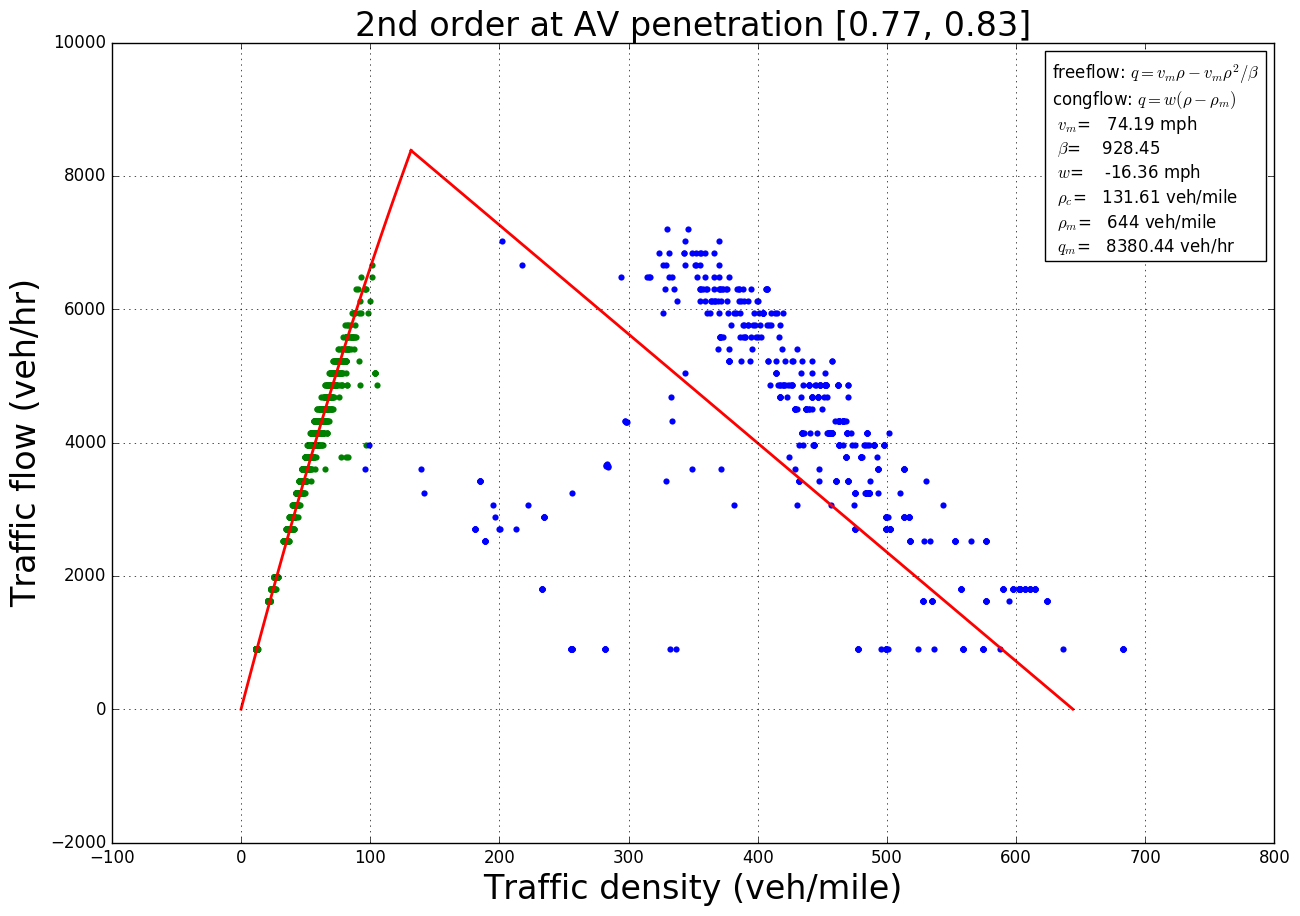 2nd order at AV penetration [0.77, 0.83]
10000
8000
6000
4000
2000
0
−2000
Traffic flow (veh/hr)
freeflow: q = v_m ρ − v_m ρ²/β
congflow: q = w(ρ − ρ_m)
v_m= 74.19 mph
β= 928.45
w= -16.36 mph
ρ_c= 131.61 veh/mile
ρ_m= 644 veh/mile
q_m= 8380.44 veh/hr
−100 0 100 200 300 400 500 600 700 800
Traffic density (veh/mile)